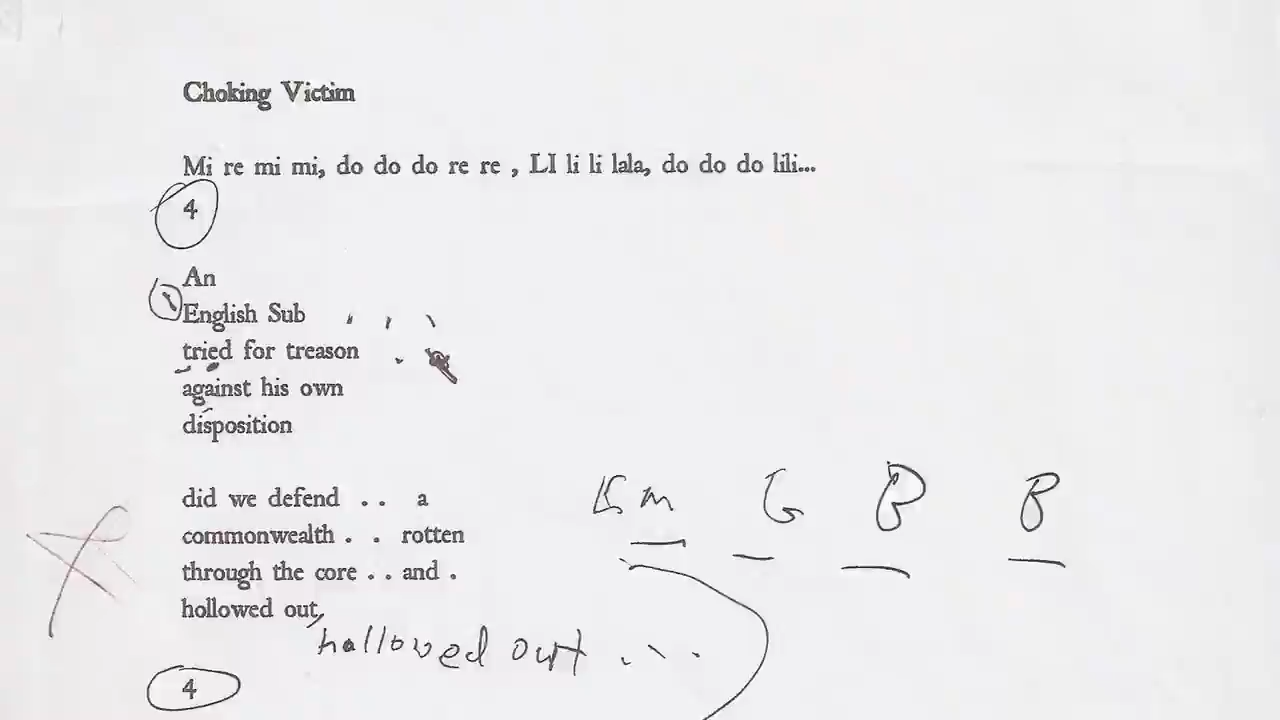 Choking Victim
Mi re mi mi, do do do re re , LI li li lala, do do do lili...
4
An
English Sub
tried for treason
against his own
disposition
did we defend . . a
commonwealth . . rotten
through the core . . and .
hollowed out,
hallowed out ...
Em G B B
4